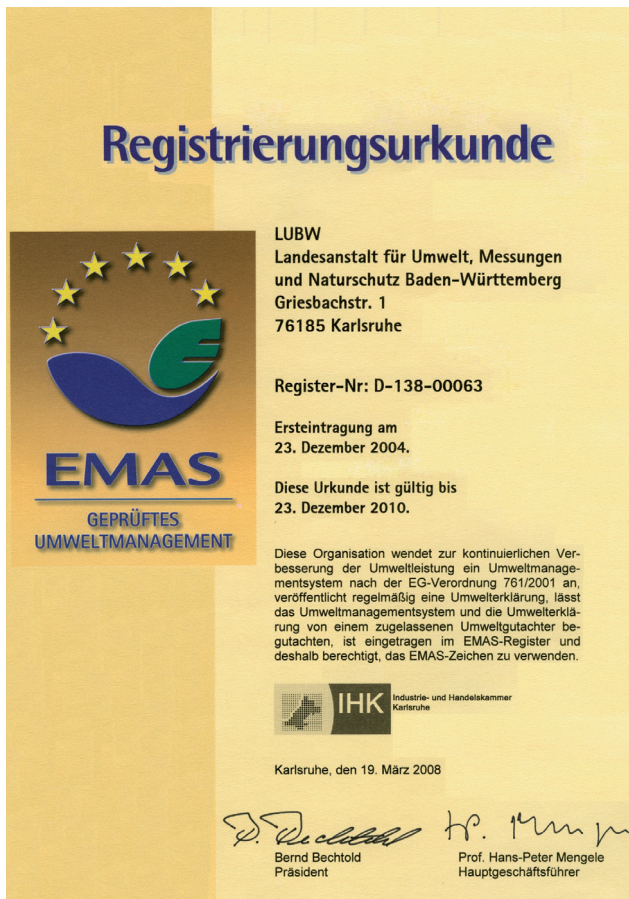 Registrierungsurkunde
LUBW
Landesanstalt für Umwelt, Messungen
und Naturschutz Baden-Württemberg
Griesbachstr. 1
76185 Karlsruhe
Register-Nr: D-138-00063
Ersteintragung am
23. Dezember 2004.
Diese Urkunde ist gültig bis
23. Dezember 2010.
EMAS
GEPRÜFTES
UMWELTMANAGEMENT
Diese Organisation wendet zur kontinuierlichen Ver-
besserung der Umweltleistung ein Umweltmanage-
mentsystem nach der EG-Verordnung 761/2001 an,
veröffentlicht regelmäßig eine Umwelterklärung, lässt
das Umweltmanagementsystem und die Umwelterklä-
rung von einem zugelassenen Umweltgutachter be-
gutachten, ist eingetragen im EMAS-Register und
deshalb berechtigt, das EMAS-Zeichen zu verwenden.
IHK Industrie- und Handelskammer
Karlsruhe
Karlsruhe, den 19. März 2008
Bernd Bechtold
Präsident
Prof. Hans-Peter Mengele
Hauptgeschäftsführer